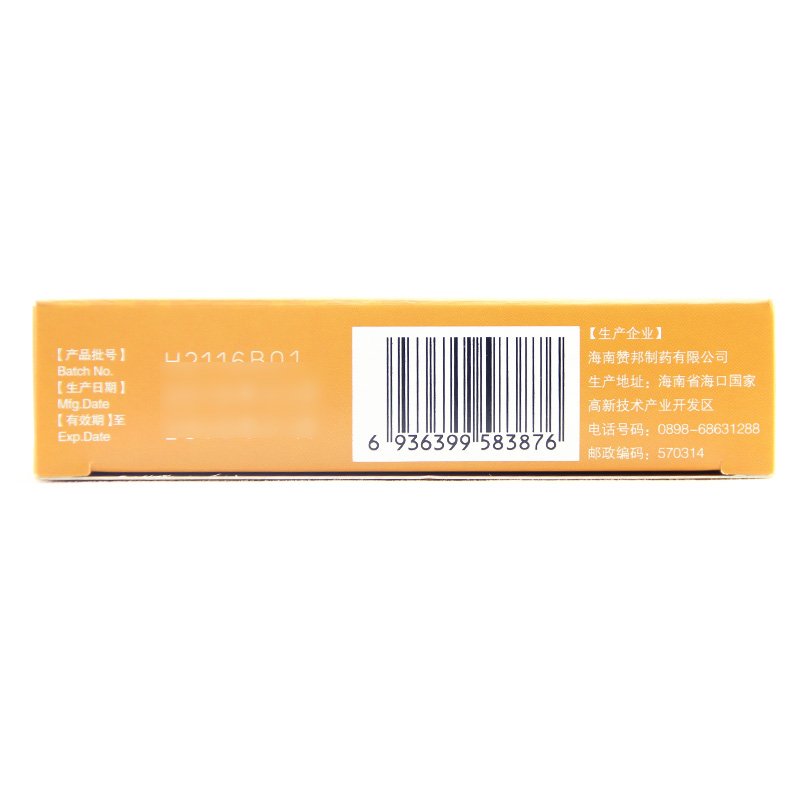 【产品批号】
Batch No.
【生产日期】
Mfg.Date
【有效期】至
Exp.Date
6 936399 583876
【生产企业】
海南赞邦制药有限公司
生产地址：海南省海口国家
高新技术产业开发区
电话号码：0898-68631288
邮政编码：570314